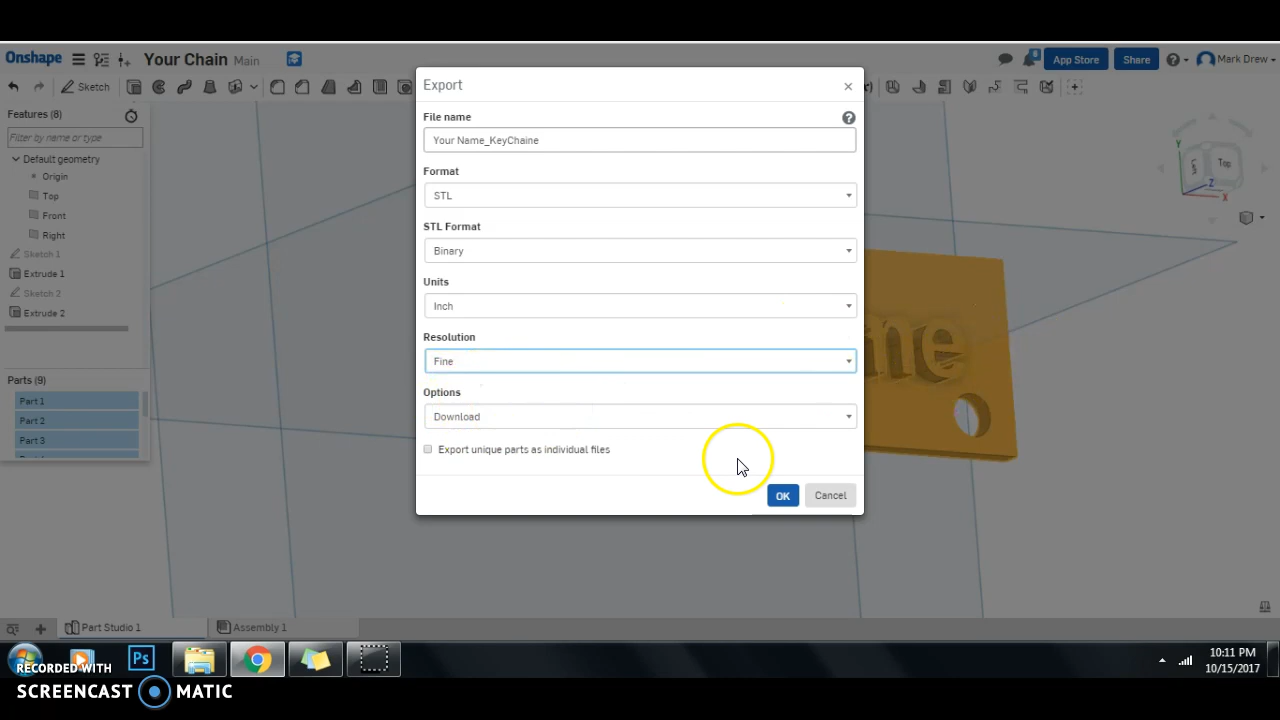 Onshape
Your Chain Main
App Store
Share
Mark Drew
Sketch
Features (8)
Filter by name or type
Default geometry
Origin
Top
Front
Right
Sketch 1
Extrude 1
Sketch 2
Extrude 2
Parts (9)
Part 1
Part 2
Part 3
Export
×
File name
Your Name_KeyChaine
Format
STL
STL Format
Binary
Units
Inch
Resolution
Fine
Options
Download
Export unique parts as individual files
OK
Cancel
Y
Top
Z
X
ine
Part Studio 1
Assembly 1
Ps
10:11 PM
10/15/2017
RECORDED WITH
SCREENCAST MATIC